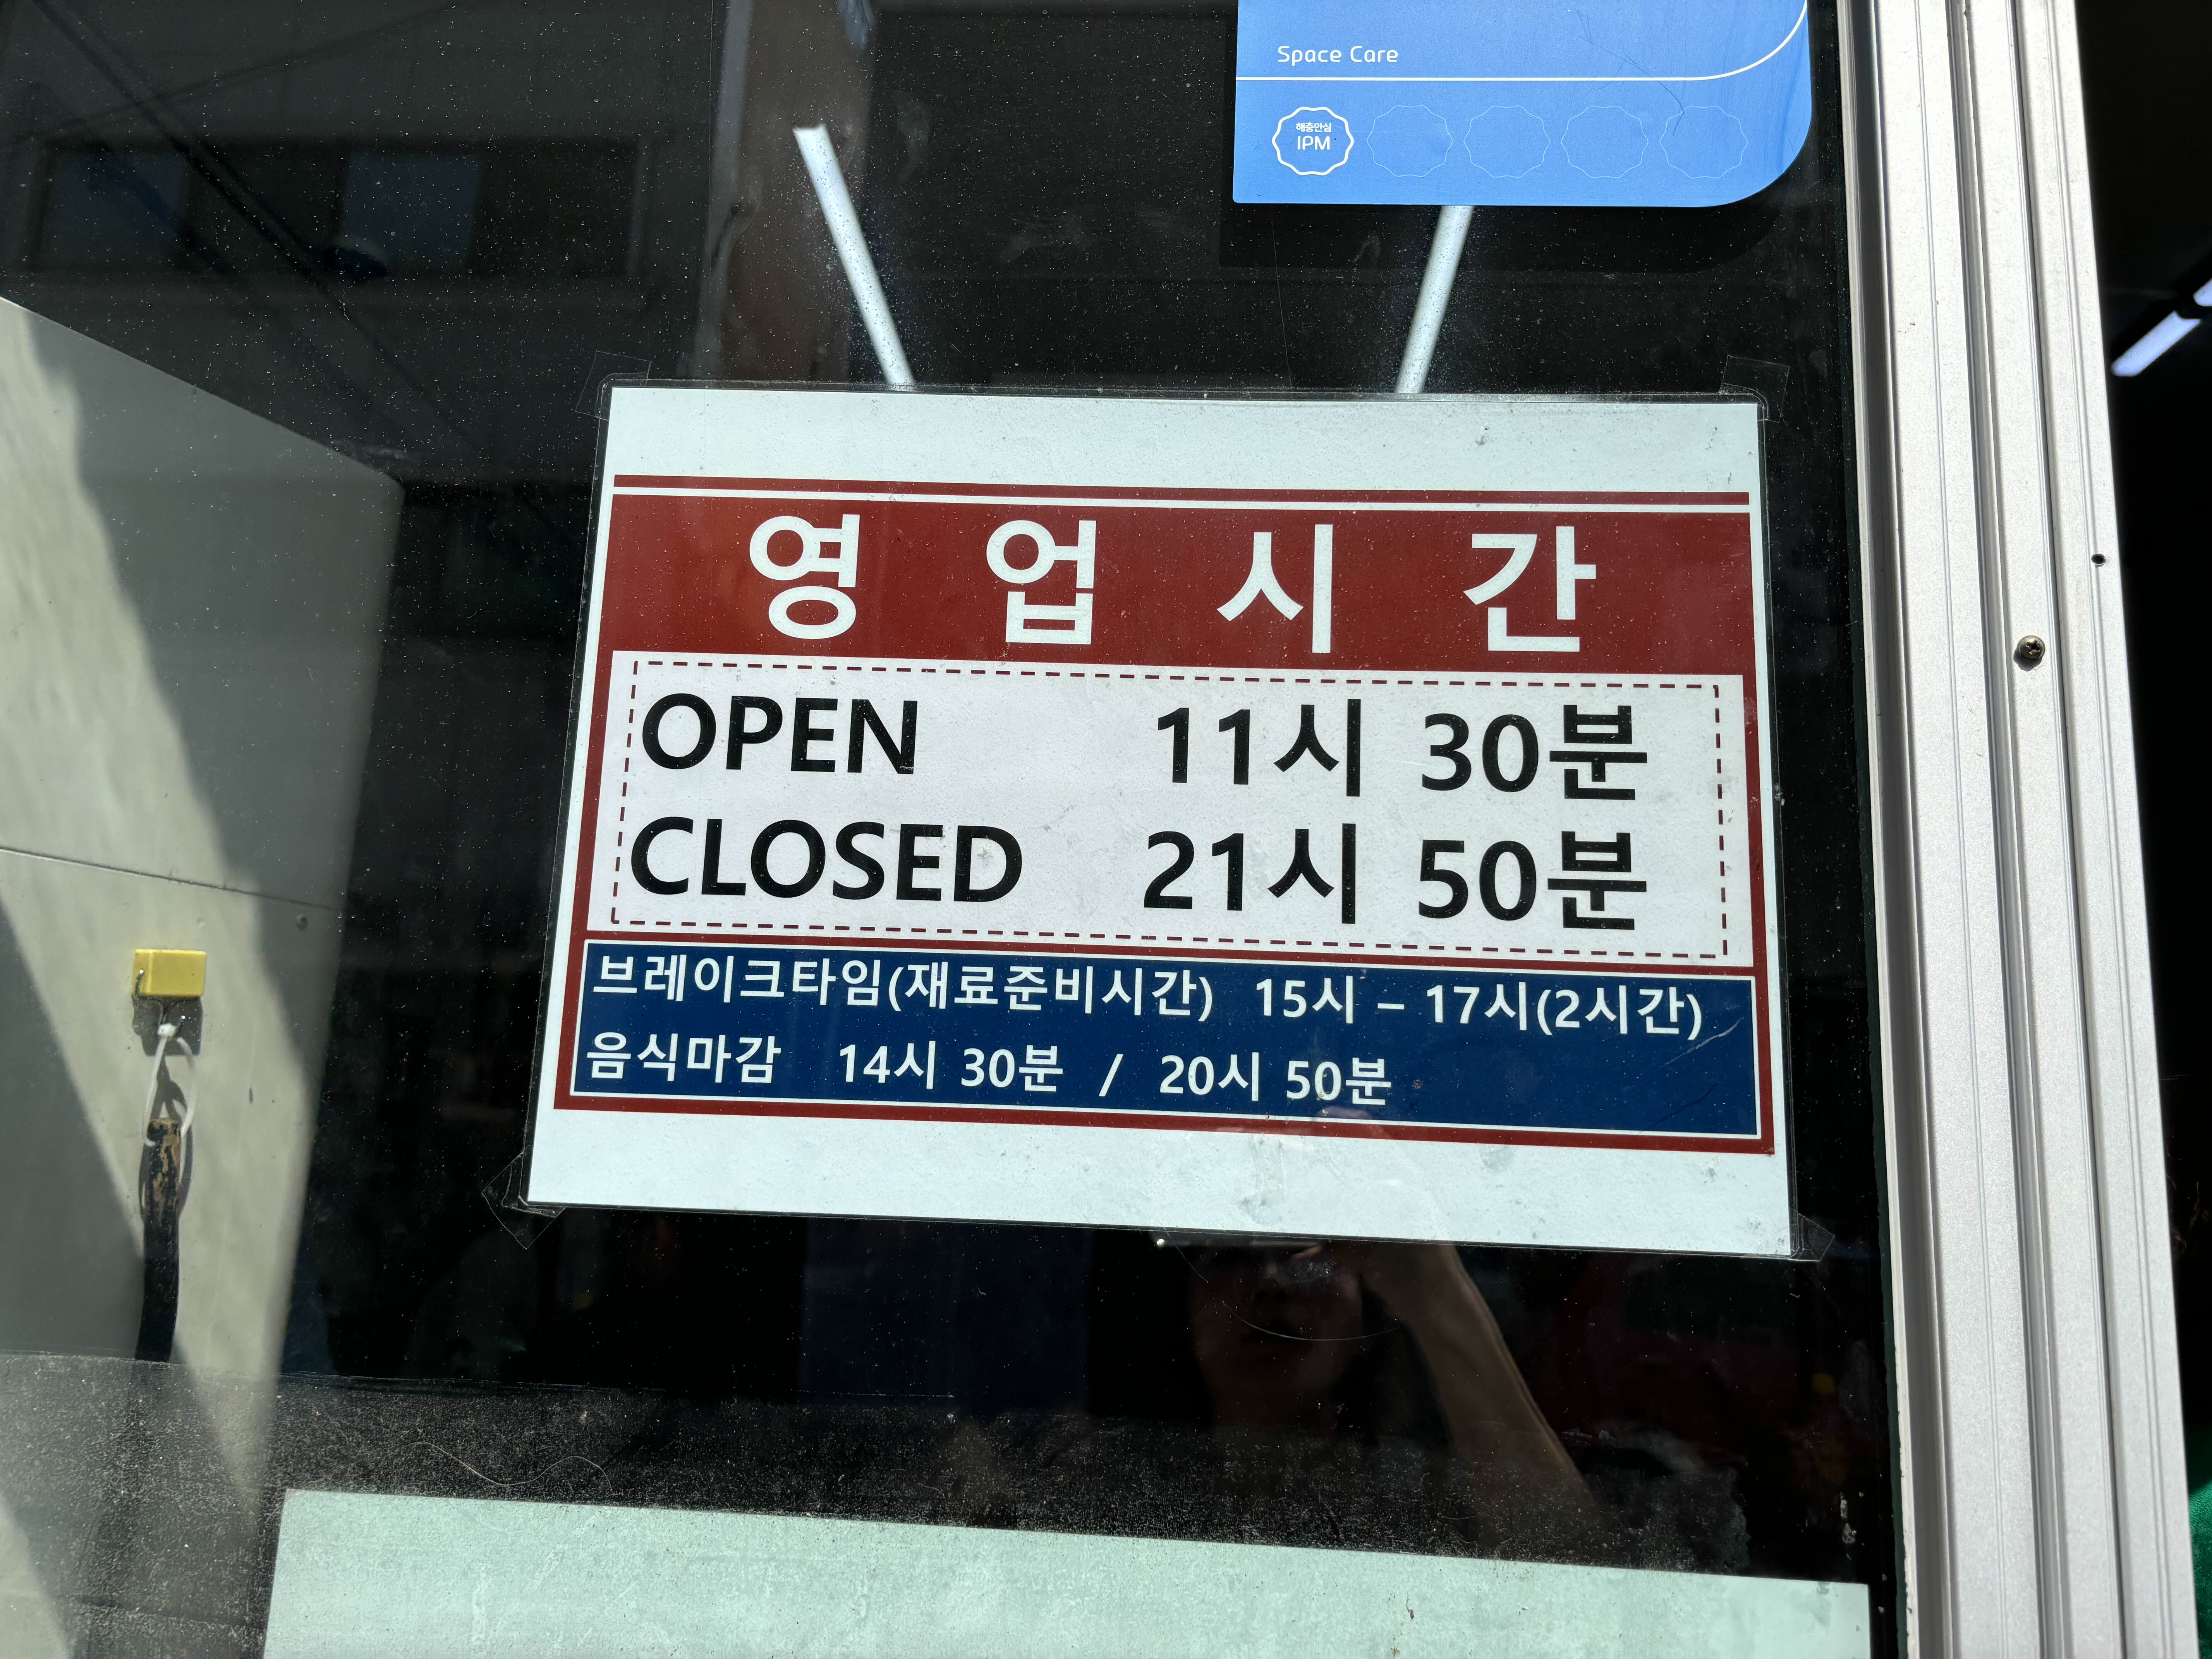 Space Care
해충안심
IPM
영업시간
OPEN 11시 30분
CLOSED 21시 50분
브레이크타임(재료준비시간) 15시 – 17시(2시간)
음식마감 14시 30분 / 20시 50분